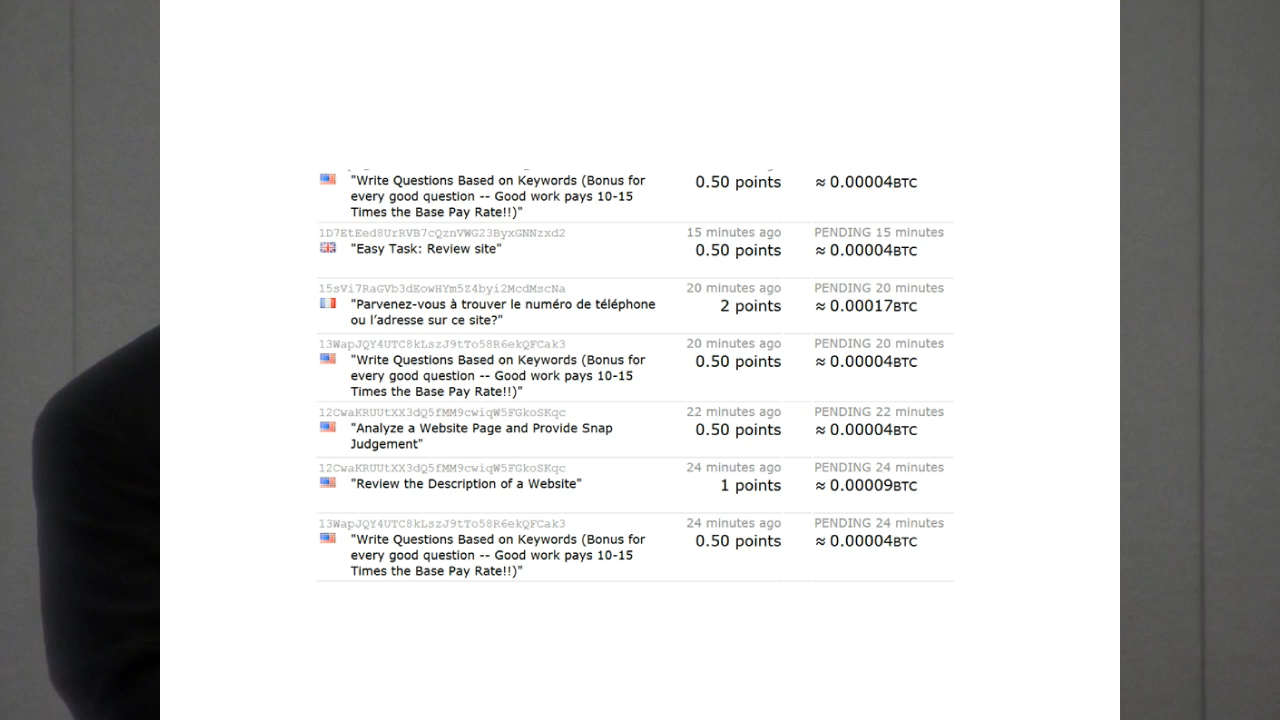 "Write Questions Based on Keywords (Bonus for 0.50 points ≈ 0.00004BTC
every good question -- Good work pays 10-15
Times the Base Pay Rate!!)"
1D7EtEed8UrRVB7cQznVWG23ByxGNNzxd2 15 minutes ago PENDING 15 minutes
"Easy Task: Review site" 0.50 points ≈ 0.00004BTC
15sVi7RaGVb3dEowHYm5Z4byi2McdMscNa 20 minutes ago PENDING 20 minutes
"Parvenez-vous à trouver le numéro de téléphone 2 points ≈ 0.00017BTC
ou l’adresse sur ce site?"
13WapJQY4UTC8kLszJ9tTo58R6ekQFCak3 20 minutes ago PENDING 20 minutes
"Write Questions Based on Keywords (Bonus for 0.50 points ≈ 0.00004BTC
every good question -- Good work pays 10-15
Times the Base Pay Rate!!)"
12CwaKRUUtXX3dQ5fMM9cwiqW5FGkoSKqc 22 minutes ago PENDING 22 minutes
"Analyze a Website Page and Provide Snap 0.50 points ≈ 0.00004BTC
Judgement"
12CwaKRUUtXX3dQ5fMM9cwiqW5FGkoSKqc 24 minutes ago PENDING 24 minutes
"Review the Description of a Website" 1 points ≈ 0.00009BTC
13WapJQY4UTC8kLszJ9tTo58R6ekQFCak3 24 minutes ago PENDING 24 minutes
"Write Questions Based on Keywords (Bonus for 0.50 points ≈ 0.00004BTC
every good question -- Good work pays 10-15
Times the Base Pay Rate!!)"